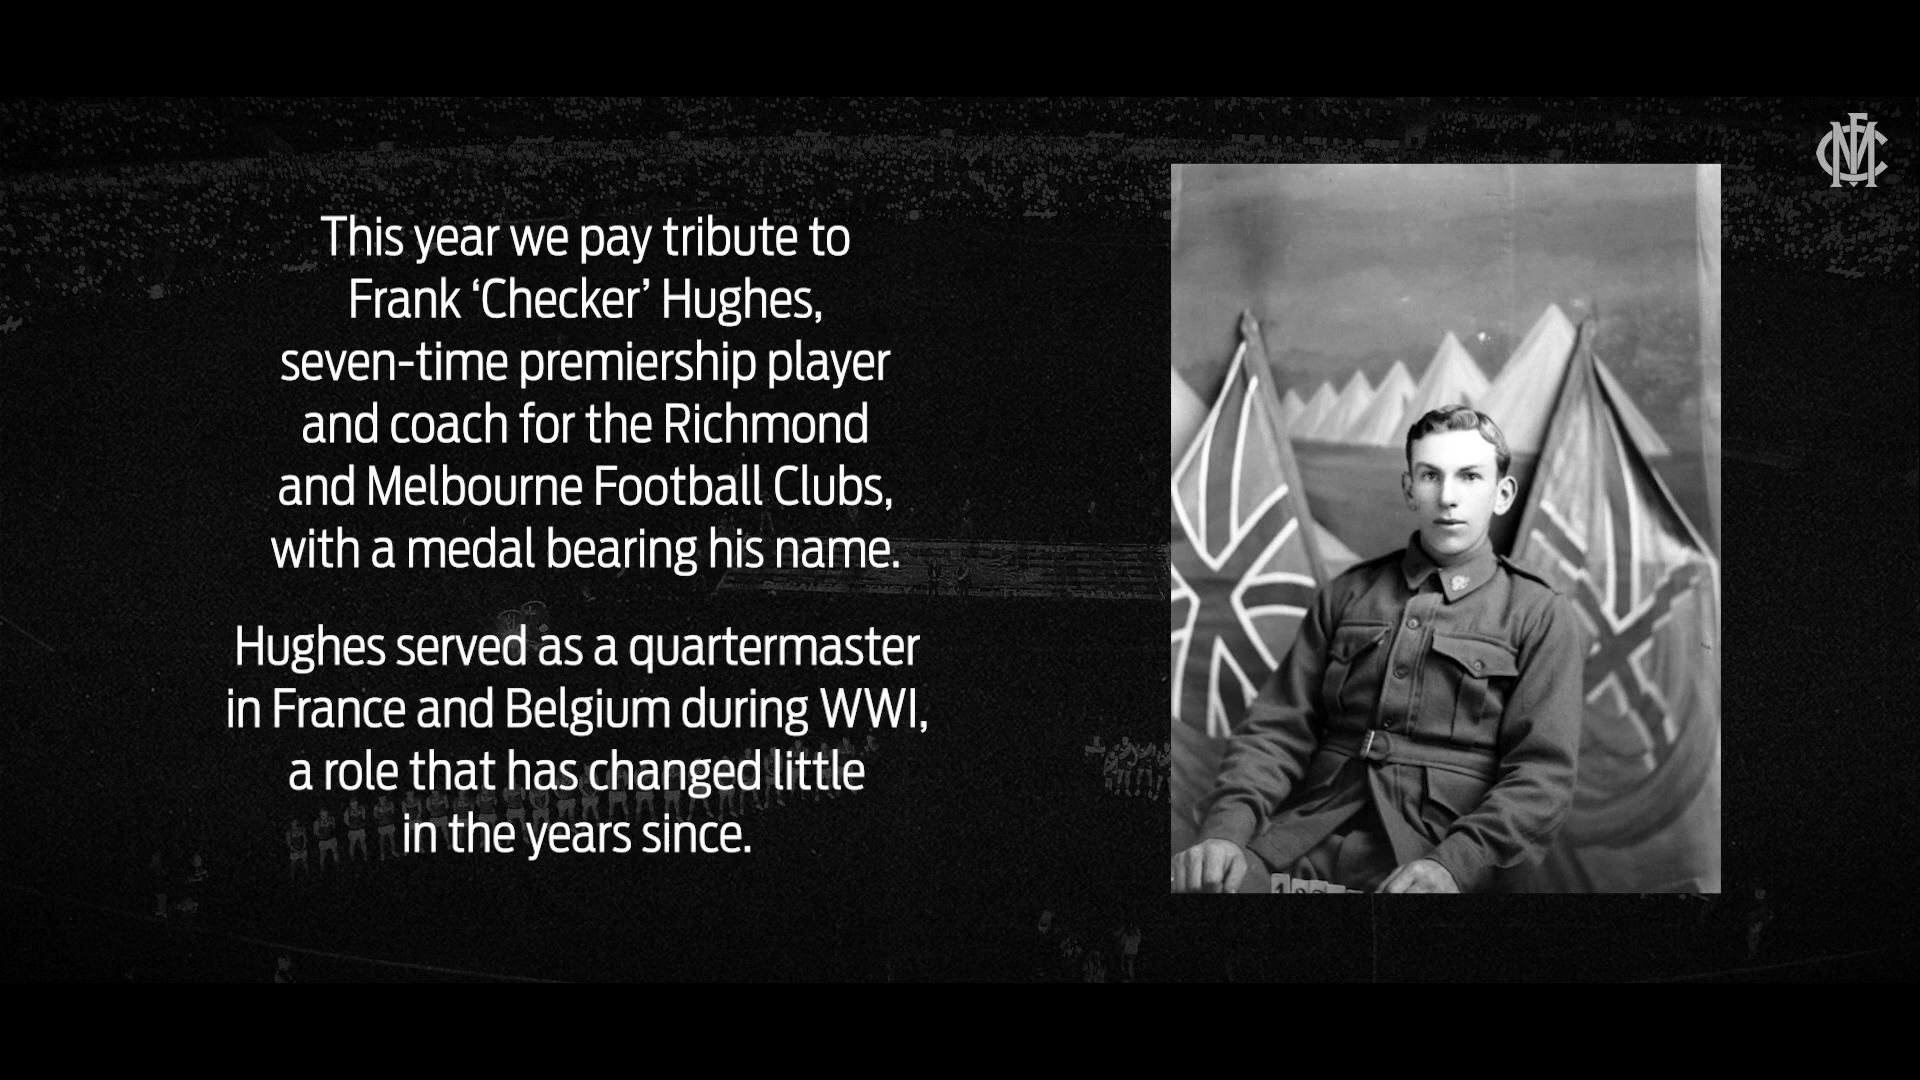 This year we pay tribute to
Frank ‘Checker’ Hughes,
seven-time premiership player
and coach for the Richmond
and Melbourne Football Clubs,
with a medal bearing his name.
Hughes served as a quartermaster
in France and Belgium during WWI,
a role that has changed little
in the years since.